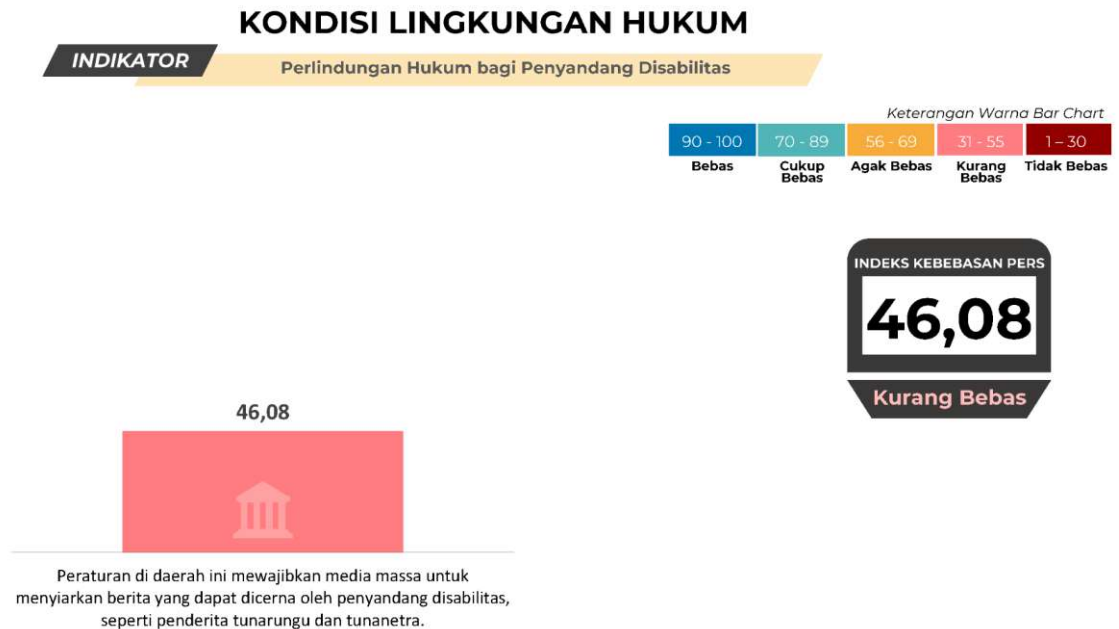 KONDISI LINGKUNGAN HUKUM
INDIKATOR
Perlindungan Hukum bagi Penyandang Disabilitas
Keterangan Warna Bar Chart
90 - 100
70 - 89
56 - 69
31 - 55
1 – 30
Bebas
Cukup
Bebas
Agak Bebas
Kurang
Bebas
Tidak Bebas
INDEKS KEBEBASAN PERS
46,08
Kurang Bebas
46,08
Peraturan di daerah ini mewajibkan media massa untuk
menyiarkan berita yang dapat dicerna oleh penyandang disabilitas,
seperti penderita tunarungu dan tunanetra.